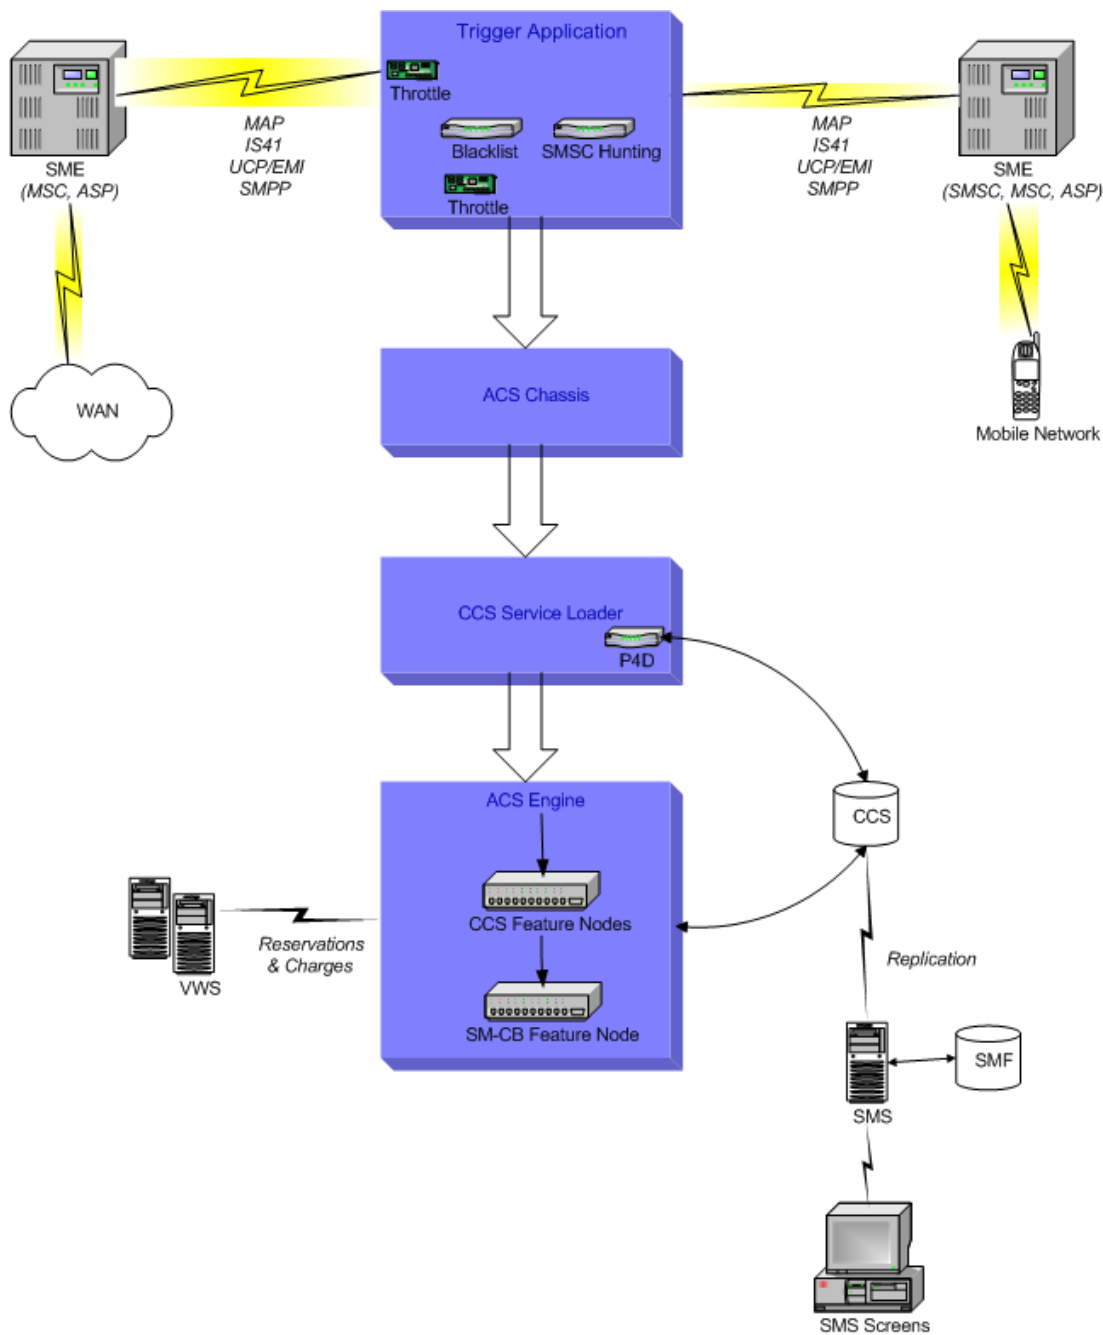 Trigger Application
Throttle
Blacklist
SMSC Hunting
Throttle
SME
(MSC, ASP)
MAP
IS41
UCP/EMI
SMPP
MAP
IS41
UCP/EMI
SMPP
SME
(SMSC, MSC, ASP)
WAN
Mobile Network
ACS Chassis
CCS Service Loader
P4D
ACS Engine
CCS
CCS Feature Nodes
SM-CB Feature Node
VWS
Reservations
& Charges
Replication
SMS
SMF
SMS Screens